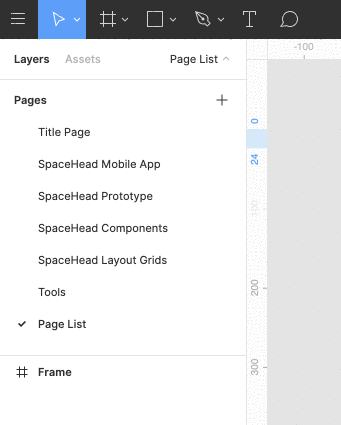 Layers Assets Page List
-100
Pages
0
Title Page
24
SpaceHead Mobile App
SpaceHead Prototype
100
SpaceHead Components
SpaceHead Layout Grids
Tools
200
Page List
300
Frame